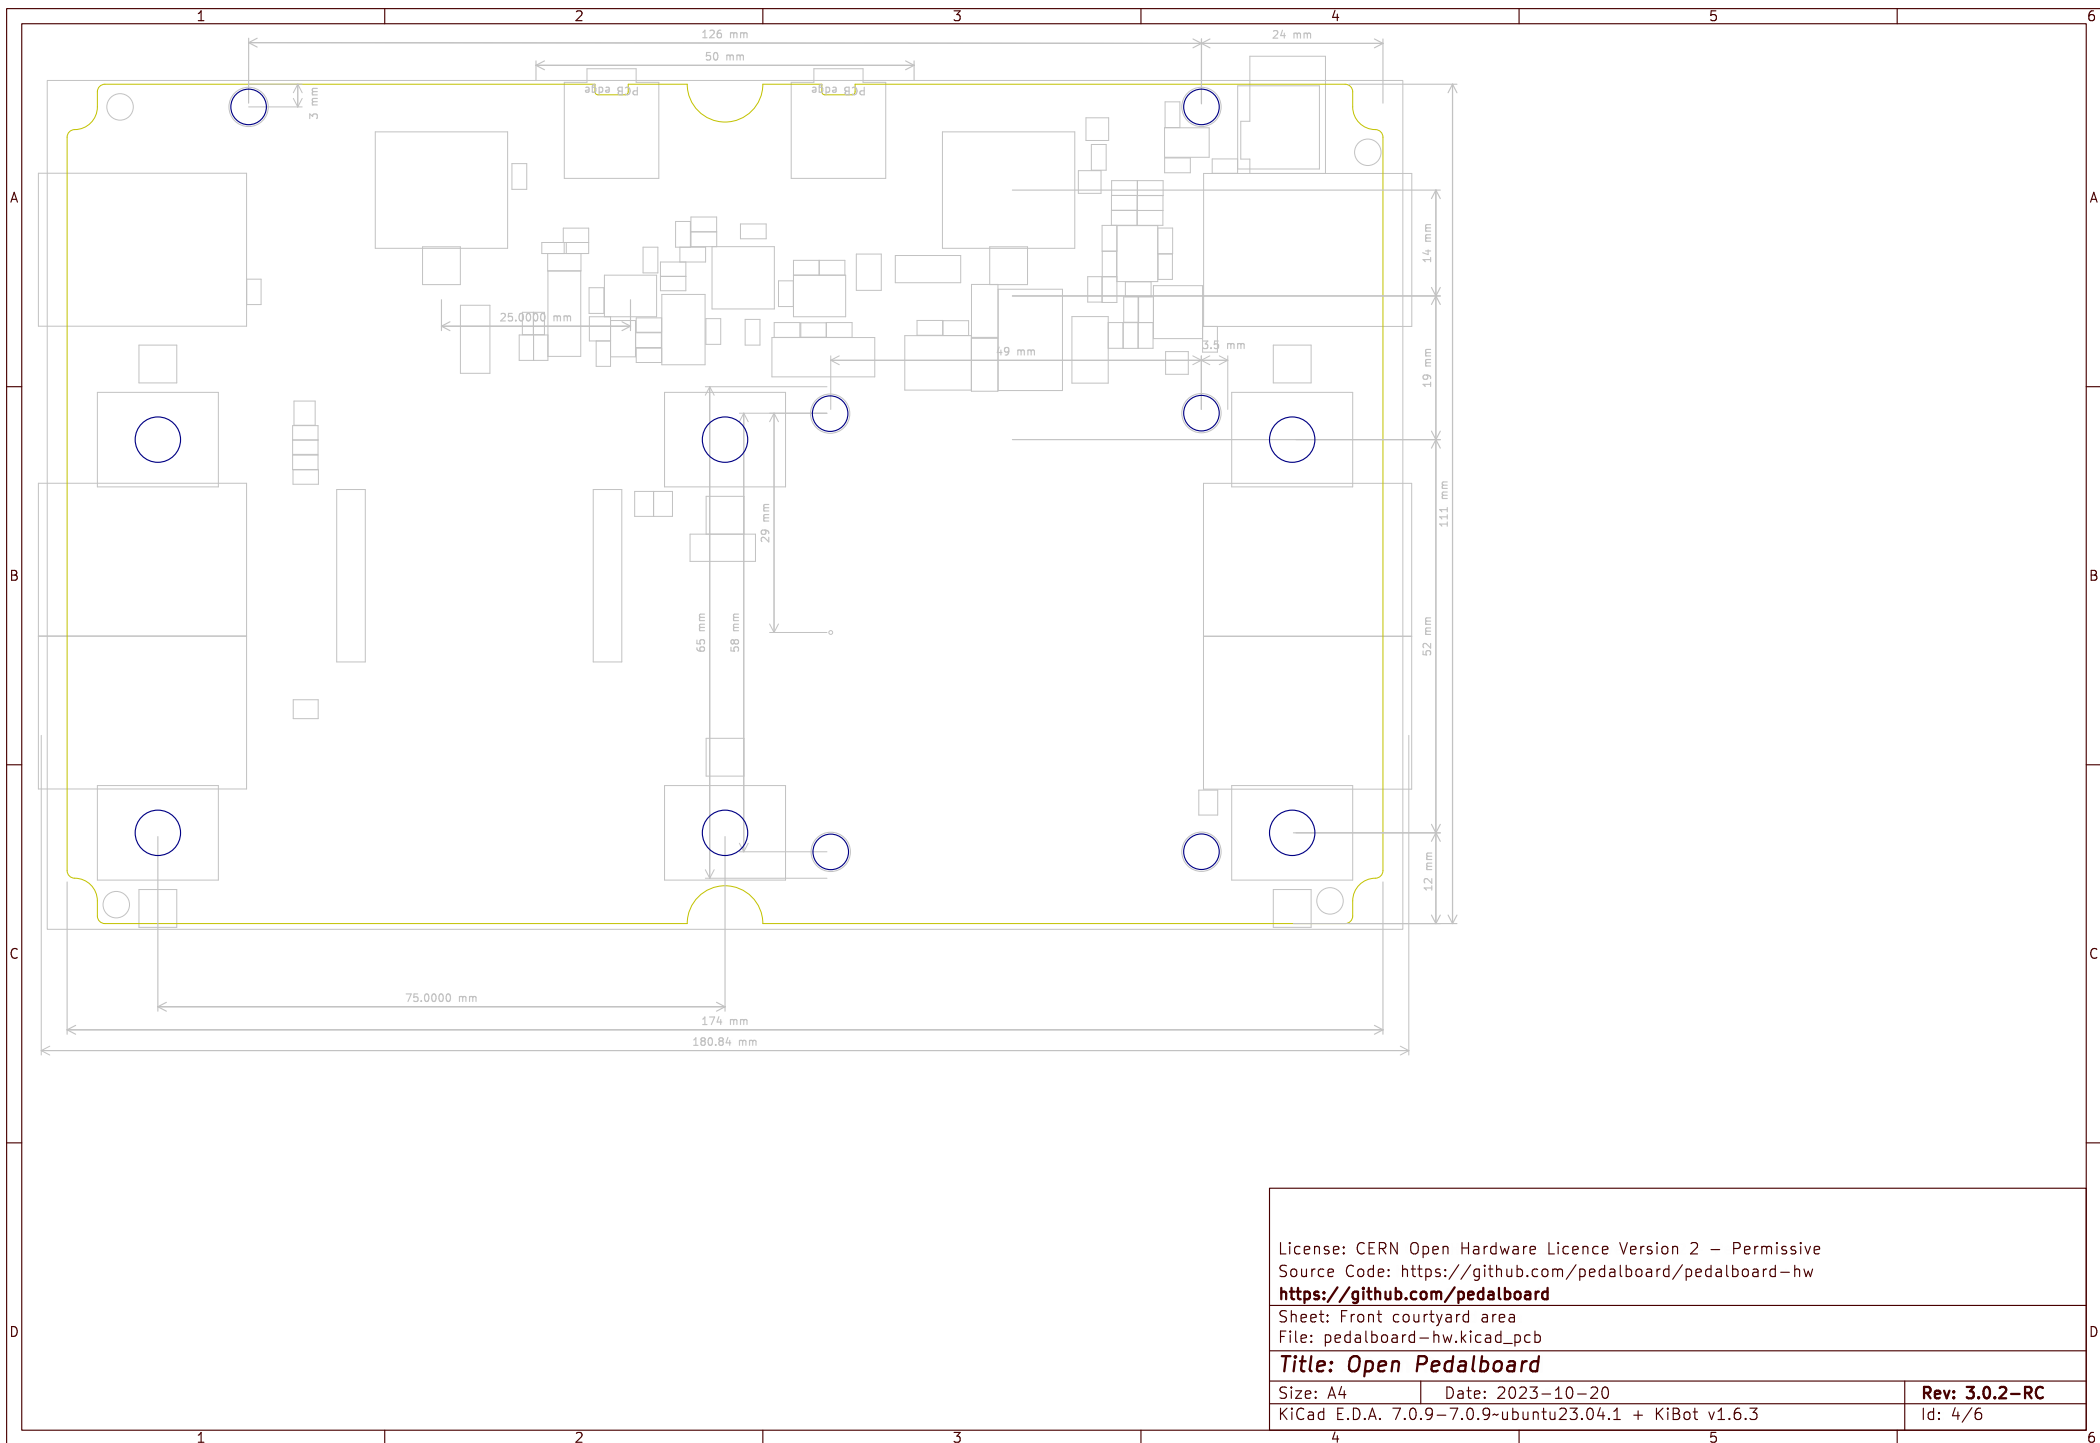 1 2 3 4 5 6
126 mm
24 mm
50 mm
3 mm
PCB edge
PCB edge
A
A
14 mm
25.0000 mm
3.5 mm
49 mm
19 mm
111 mm
29 mm
B
B
65 mm
58 mm
52 mm
12 mm
C
C
75.0000 mm
174 mm
180.84 mm
License: CERN Open Hardware Licence Version 2 - Permissive
Source Code: https://github.com/pedalboard/pedalboard-hw
https://github.com/pedalboard
Sheet: Front courtyard area
D
D
File: pedalboard-hw.kicad_pcb
Title: Open Pedalboard
Size: A4
Date: 2023-10-20
Rev: 3.0.2-RC
KiCad E.D.A. 7.0.9-7.0.9~ubuntu23.04.1 + KiBot v1.6.3
Id: 4/6
1 2 3 4 5 6